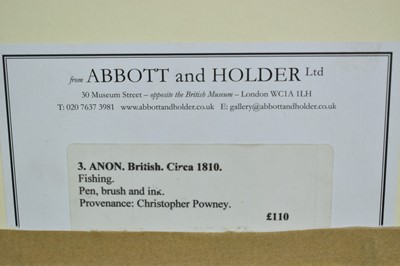 from ABBOTT and HOLDER Ltd
30 Museum Street – opposite the British Museum – London WC1A 1LH
T: 020 7637 3981 www.abbottandholder.co.uk E: gallery@abbottandholder.co.uk
3. ANON. British. Circa 1810.
Fishing.
Pen, brush and ink.
Provenance: Christopher Powney.
£110